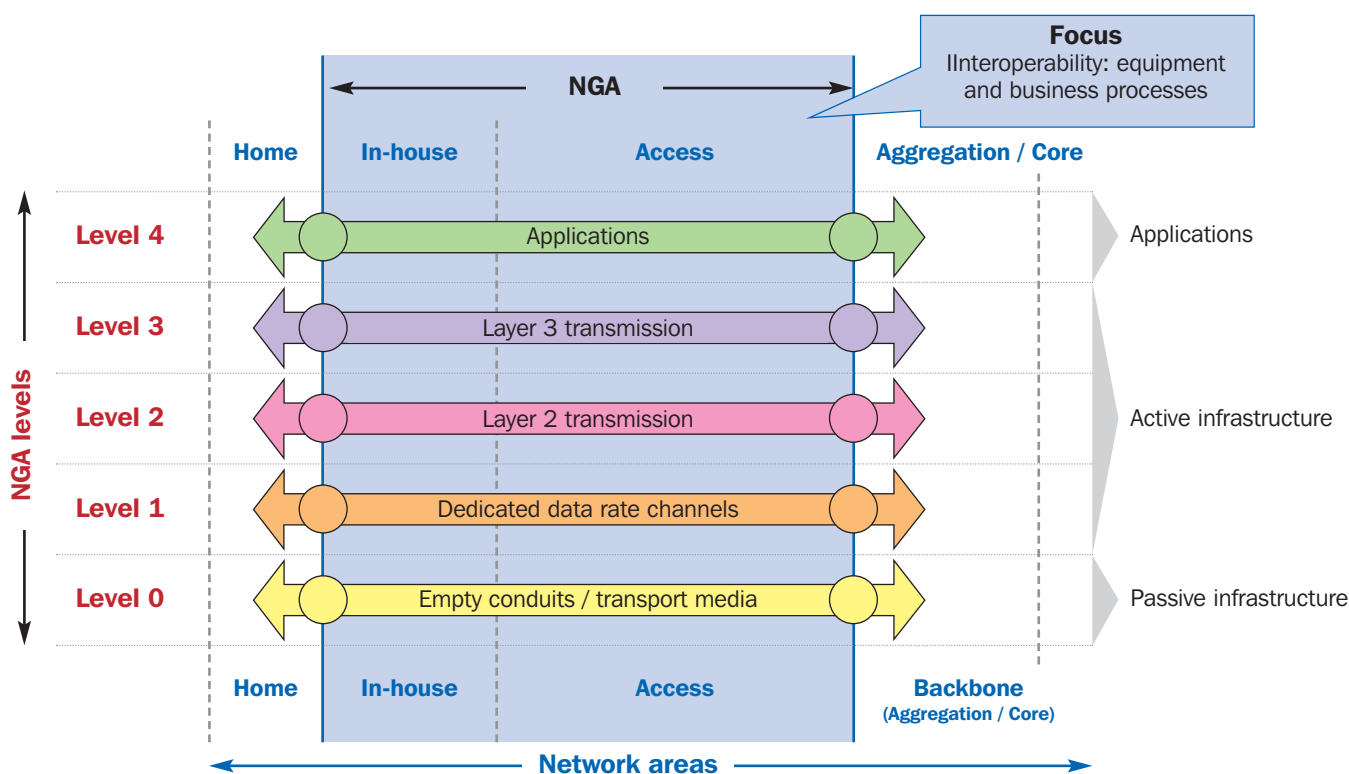 Focus
IInteroperability: equipment
and business processes
NGA
Home
In-house
Access
Aggregation / Core
NGA levels
Level 4
Applications
Applications
Level 3
Layer 3 transmission
Level 2
Layer 2 transmission
Active infrastructure
Level 1
Dedicated data rate channels
Level 0
Empty conduits / transport media
Passive infrastructure
Home
In-house
Access
Backbone
(Aggregation / Core)
Network areas